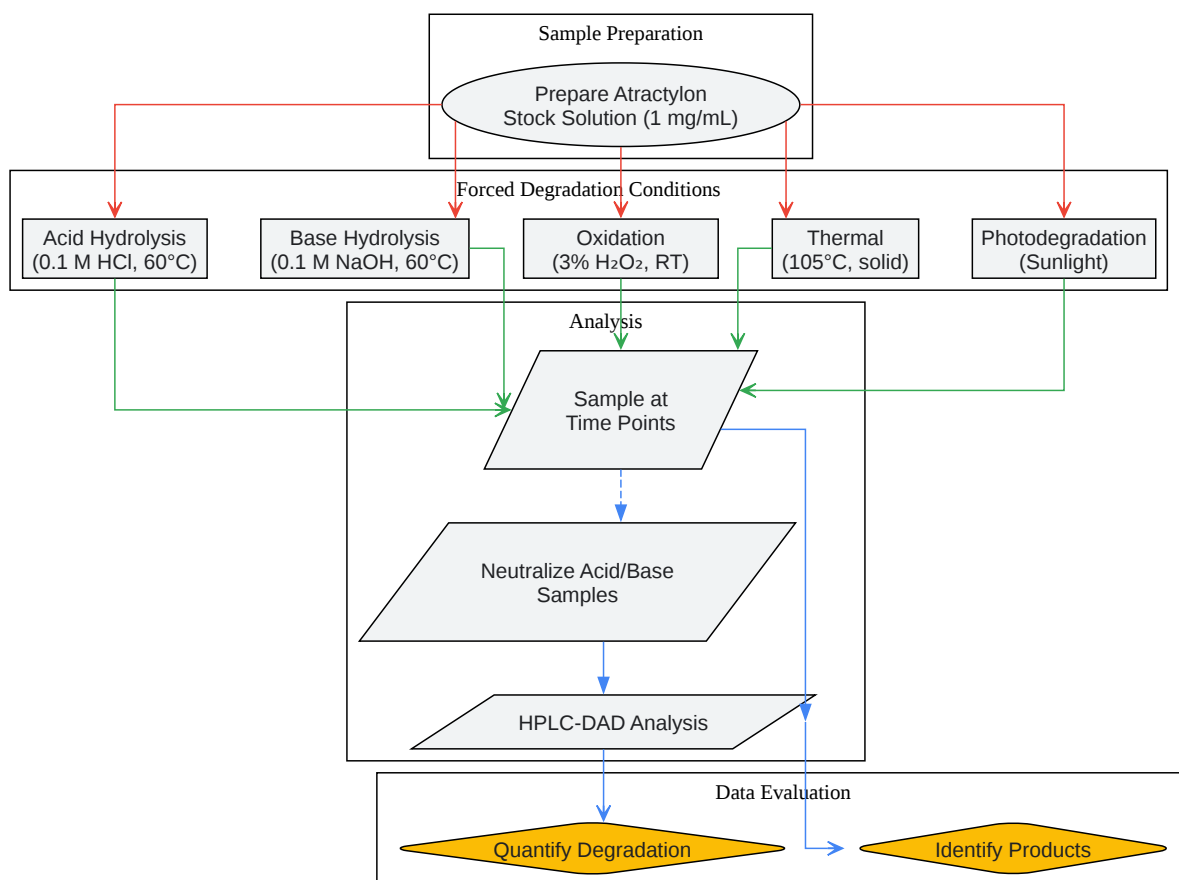 Sample Preparation
Prepare Atractylon
Stock Solution (1 mg/mL)
Forced Degradation Conditions
Acid Hydrolysis
(0.1 M HCl, 60°C)
Base Hydrolysis
(0.1 M NaOH, 60°C)
Oxidation
(3% H₂O₂, RT)
Thermal
(105°C, solid)
Photodegradation
(Sunlight)
Analysis
Sample at
Time Points
Neutralize Acid/Base
Samples
HPLC-DAD Analysis
Data Evaluation
Quantify Degradation
Identify Products